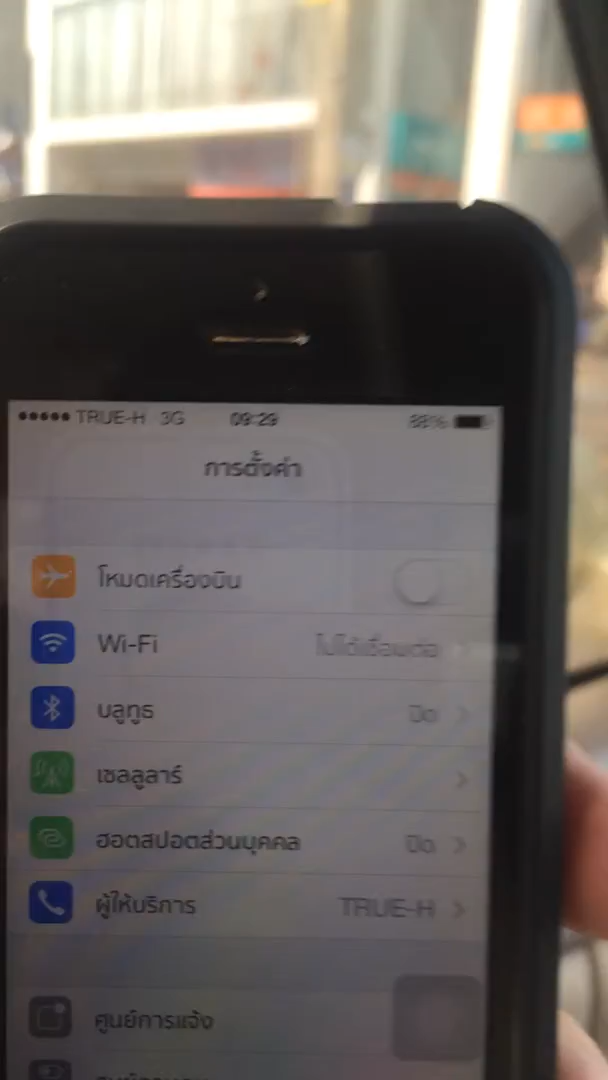 TRUE-H 3G 09:29 88%
การตั้งค่า
โหมดเครื่องบิน
Wi-Fi ไม่ได้เชื่อมต่อ
บลูทูธ ปิด
เซลลูลาร์
ฮอตสปอตส่วนบุคคล ปิด
ผู้ให้บริการ TRUE-H
ศูนย์การแจ้ง